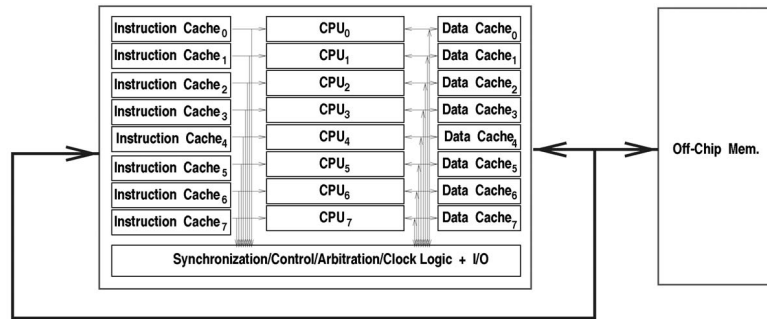 Instruction Cache0 CPU0 Data Cache0
Instruction Cache1 CPU1 Data Cache1
Instruction Cache2 CPU2 Data Cache2
Instruction Cache3 CPU3 Data Cache3
Instruction Cache4 CPU4 Data Cache4
Instruction Cache5 CPU5 Data Cache5
Instruction Cache6 CPU6 Data Cache6
Instruction Cache7 CPU7 Data Cache7
Synchronization/Control/Arbitration/Clock Logic + I/O
Off-Chip Mem.